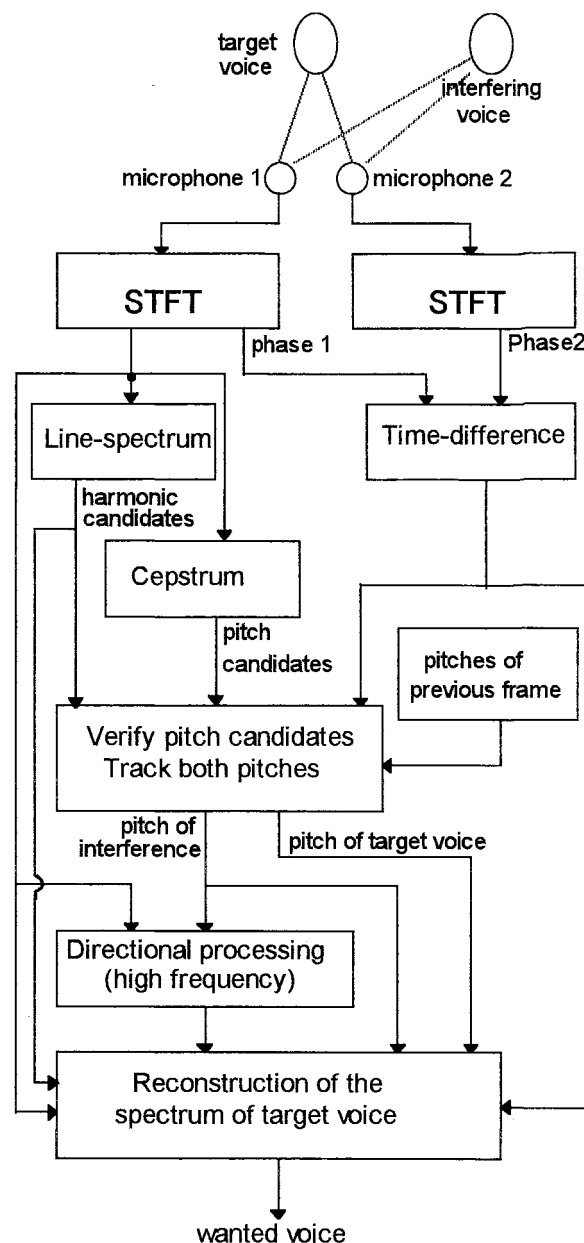 target
voice
interfering
voice
microphone 1
microphone 2
STFT
STFT
phase 1
Phase2
Line-spectrum
Time-difference
harmonic
candidates
Cepstrum
pitch
candidates
pitches of
previous frame
Verify pitch candidates
Track both pitches
pitch of
interference
pitch of target voice
Directional processing
(high frequency)
Reconstruction of the
spectrum of target voice
wanted voice